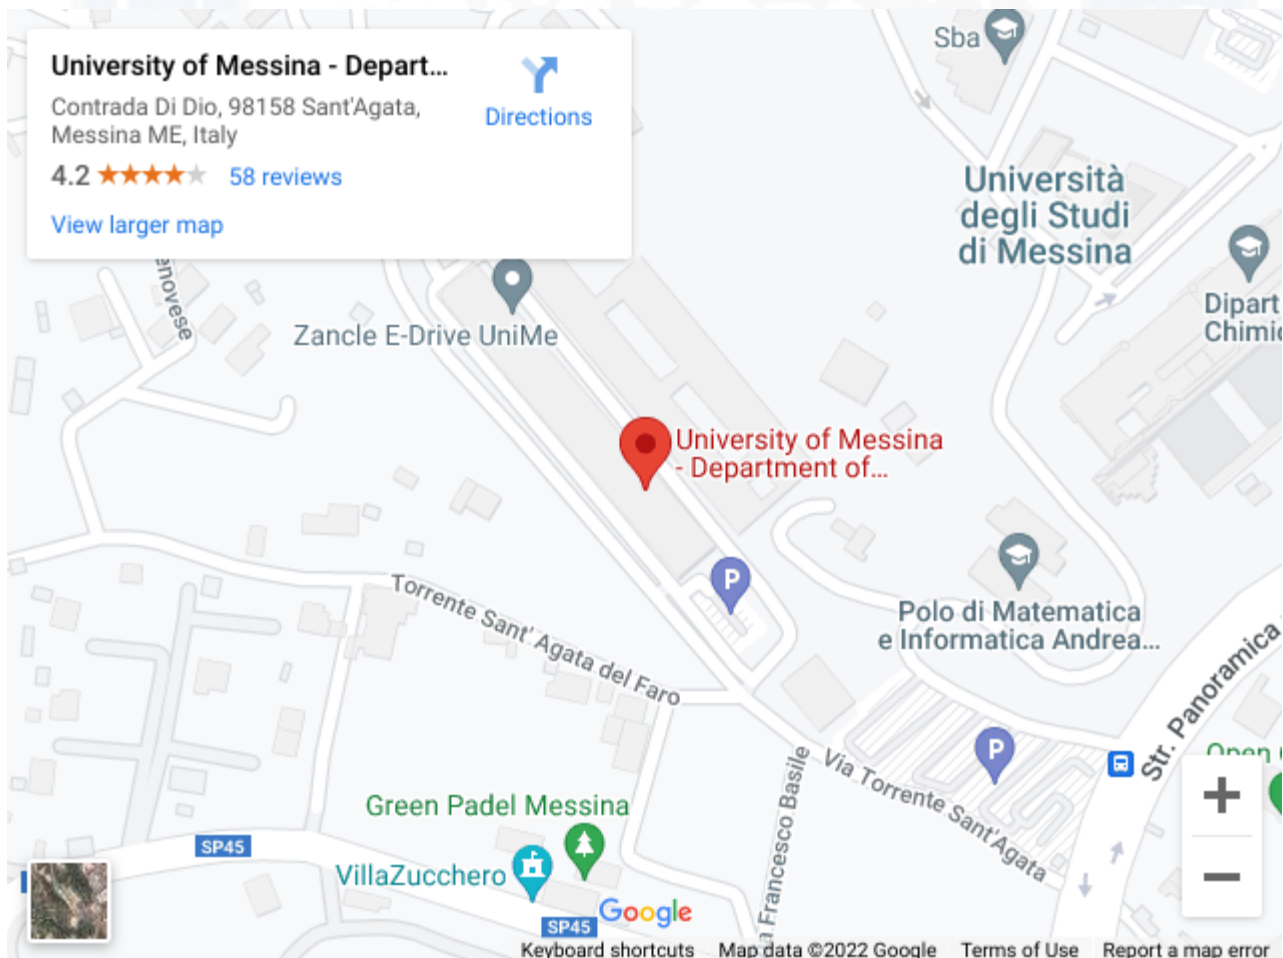 University of Messina - Depart...
Contrada Di Dio, 98158 Sant'Agata,
Messina ME, Italy
4.2
58 reviews
View larger map
Directions
Sba
Università
degli Studi
di Messina
Dipart
Chimic
enovese
Zancle E-Drive UniMe
University of Messina
- Department of...
P
Polo di Matematica
e Informatica Andrea...
Torrente Sant' Agata del Faro
Str. Panoramica
Open
P
Via Torrente Sant'Agata
Francesco Basile
Green Padel Messina
SP45
VillaZucchero
SP45
Google
+
−
Keyboard shortcuts
Map data ©2022 Google
Terms of Use
Report a map error